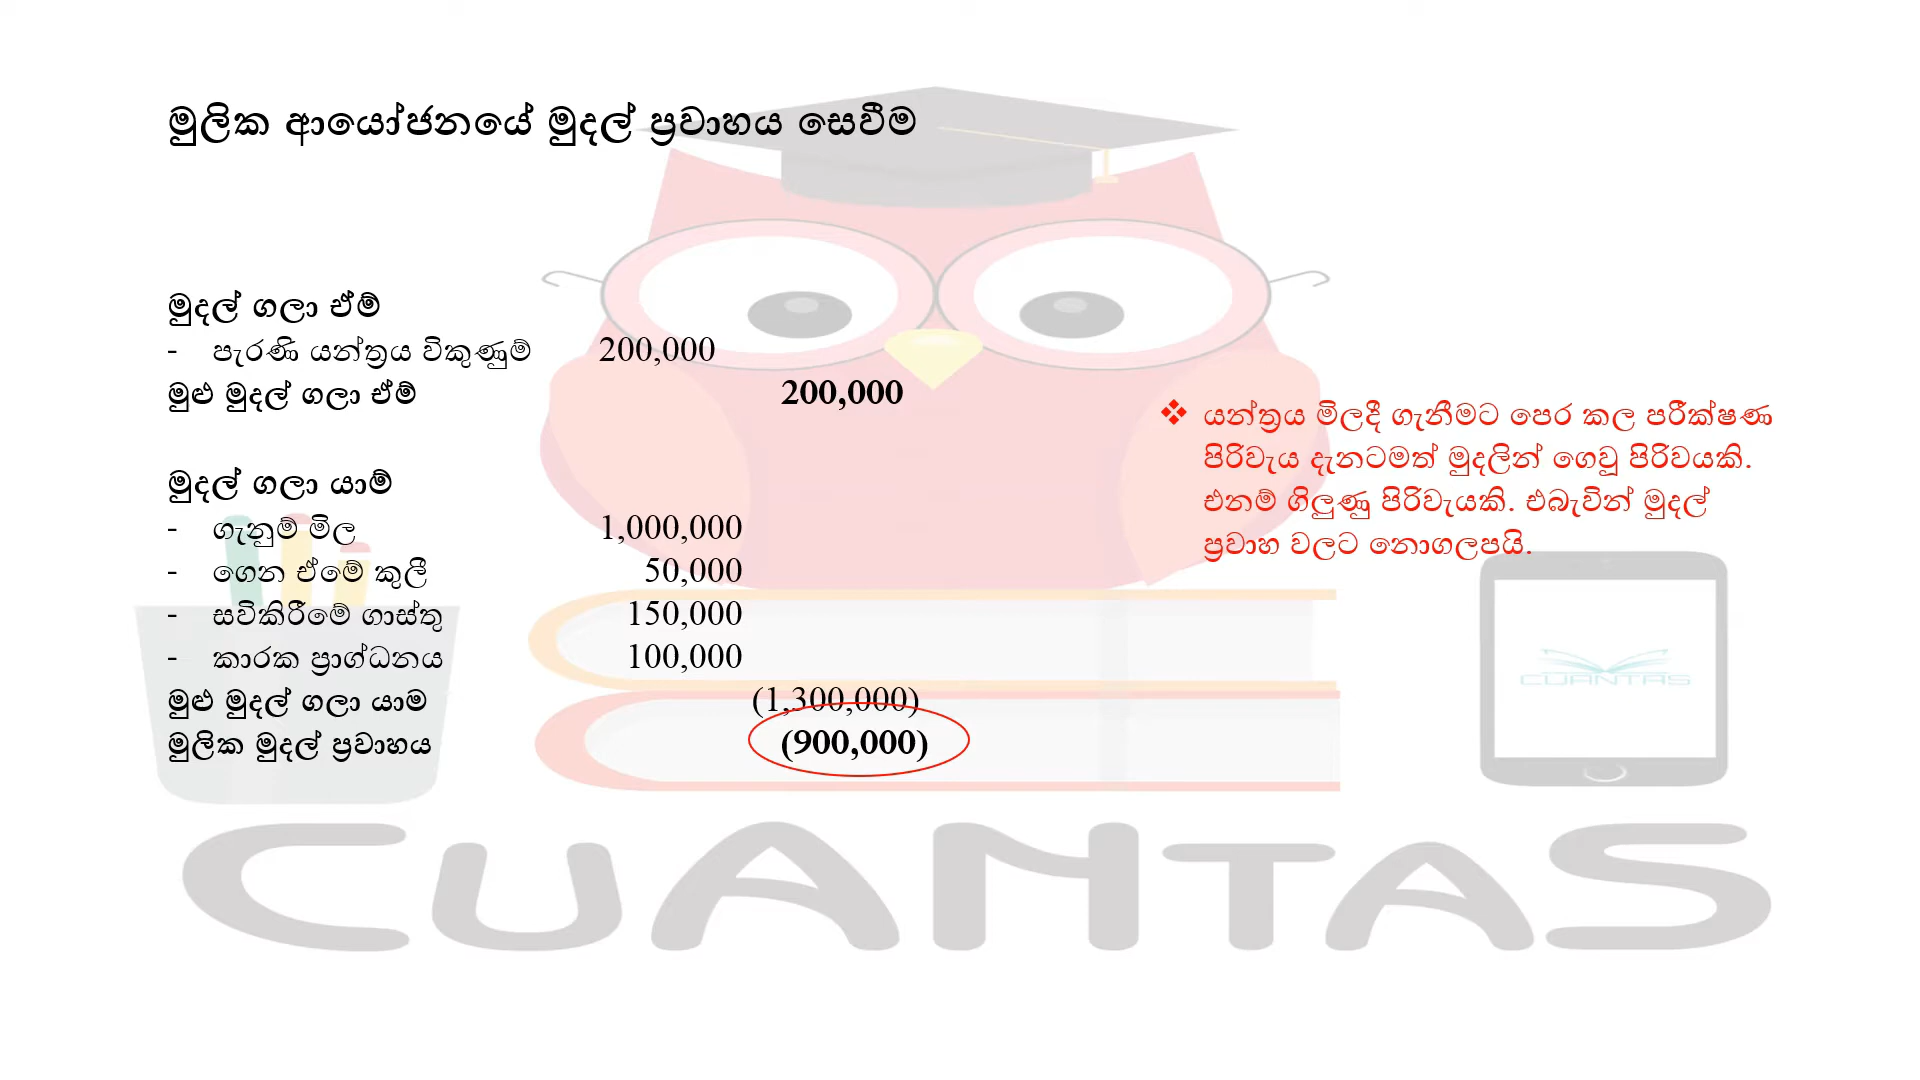 මුලික ආයෝජනයේ මුදල් ප්‍රවාහය සෙවීම
මුදල් ගලා ඒම්
- පැරණි යන්ත්‍රය විකුණුම් 200,000
මුළු මුදල් ගලා ඒම් 200,000
මුදල් ගලා යාම්
- ගැනුම් මිල 1,000,000
- ගෙන ඒමේ කුලී 50,000
- සවිකිරීමේ ගාස්තු 150,000
- කාරක ප්‍රාග්ධනය 100,000
මුළු මුදල් ගලා යාම (1,300,000)
මුලික මුදල් ප්‍රවාහය (900,000)
❖ යන්ත්‍රය මිලදී ගැනීමට පෙර කල පරීක්ෂණ
පිරිවැය දැනටමත් මුදලින් ගෙවූ පිරිවයකි.
එනම් ගිලුණු පිරිවැයකි. එබැවින් මුදල්
ප්‍රවාහ වලට නොගලපයි.
CUANTAS
CUANTAS